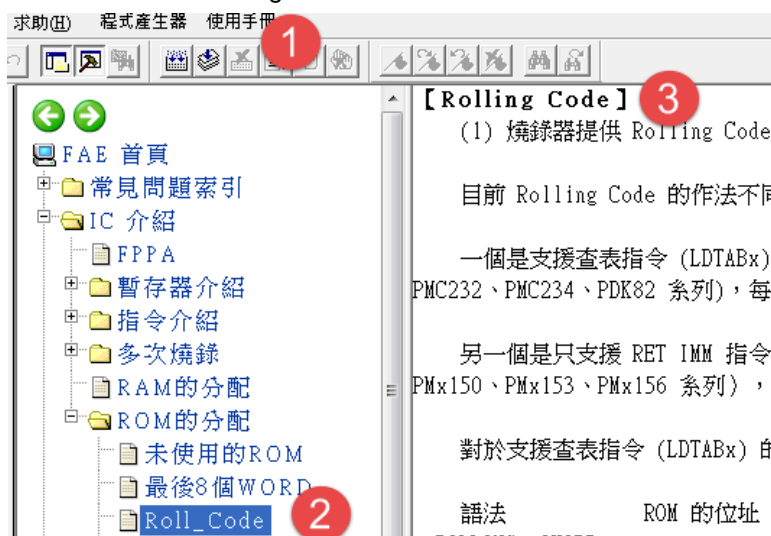 求助(H) 程式產生器 使用手冊
1
FAE 首頁
常見問題索引
IC 介紹
FPPA
暫存器介紹
指令介紹
多次燒錄
RAM的分配
ROM的分配
未使用的ROM
最後8個WORD
Roll_Code
2
【Rolling Code】
3
(1) 燒錄器提供 Rolling Code
目前 Rolling Code 的作法不同
一個是支援查表指令 (LDTABx)
PMC232、PMC234、PDK82 系列)，每
另一個是只支援 RET IMM 指令
PMx150、PMx153、PMx156 系列)，
對於支援查表指令 (LDTABx) 的
語法 ROM 的位址